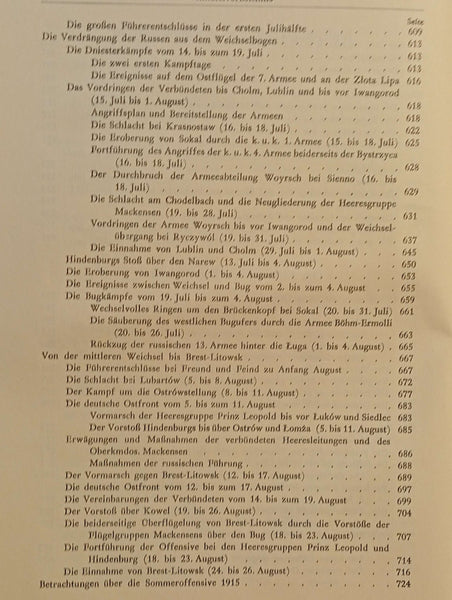 Seite
Die großen Führerentschlüsse in der ersten Julihälfte . . . . . 609
Die Verdrängung der Russen aus dem Weichselbogen . . . . . 613
Die Dniesterkämpfe vom 14. bis zum 19. Juli . . . . . 613
Die zwei ersten Kampftage . . . . . 613
Die Ereignisse auf dem Ostflügel der 7. Armee und an der Złota Lipa 616
Das Vordringen der Verbündeten bis Cholm, Lublin und bis vor Iwangorod
(15. Juli bis 1. August) . . . . . 618
Angriffsplan und Bereitstellung der Armeen . . . . . 618
Die Schlacht bei Krasnostaw (16. bis 18. Juli) . . . . . 622
Die Eroberung von Sokal durch die k. u. k. 1. Armee (15. bis 18. Juli) 625
Fortführung des Angriffes der k. u. k. 4. Armee beiderseits der Bystrzyca
(16. bis 18. Juli) . . . . . 628
Der Durchbruch der Armeeabteilung Woyrsch bei Sienno (16. bis
18. Juli) . . . . . 629
Die Schlacht am Chodelbach und die Neugliederung der Heeresgruppe
Mackensen (19. bis 28. Juli) . . . . . 631
Vordringen der Armee Woyrsch bis vor Iwangorod und der Weichsel-
übergang bei Ryczywół (19. bis 31. Juli) . . . . . 637
Die Einnahme von Lublin und Cholm (29. Juli bis 1. August) . . 645
Hindenburgs Stoß über den Narew (13. Juli bis 4. August) . . . . 650
Die Eroberung von Iwangorod (1. bis 4. August) . . . . . 653
Die Ereignisse zwischen Weichsel und Bug vom 2. bis zum 4. August . . 655
Die Bugkämpfe vom 19. Juli bis zum 4. August . . . . . 659
Wechselvolles Ringen um den Brückenkopf bei Sokal (20. bis 31. Juli) 661
Die Säuberung des westlichen Bugufers durch die Armee Böhm-Ermolli
(20. bis 26. Juli) . . . . . 663
Rückzug der russischen 13. Armee hinter die Ługa (1. bis 4. August) . 665
Von der mittleren Weichsel bis Brest-Litowsk . . . . . 667
Die Führerentschlüsse bei Freund und Feind zu Anfang August . . . 667
Die Schlacht bei Lubartów (5. bis 8. August) . . . . . 672
Der Kampf um die Ostrówstellung (8. bis 11. August) . . . . . 677
Die deutsche Ostfront vom 5. bis zum 11. August . . . . . 683
Vormarsch der Heeresgruppe Prinz Leopold bis vor Łuków und Siedlec 683
Der Vorstoß Hindenburgs bis über Ostrów und Łomża (5. bis 11. August) 685
Erwägungen und Maßnahmen der verbündeten Heeresleitungen und des
Oberkmdos. Mackensen . . . . . 686
Maßnahmen der russischen Führung . . . . . 688
Der Vormarsch gegen Brest-Litowsk (12. bis 17. August) . . . . . 689
Die deutsche Ostfront vom 12. bis zum 17. August . . . . . 697
Die Vereinbarungen der Verbündeten vom 14. bis zum 19. August . . 699
Der Vorstoß über Kowel (19. bis 26. August) . . . . . 704
Die beiderseitige Überflügelung von Brest-Litowsk durch die Vorstöße der
Flügelgruppen Mackensens über den Bug (18. bis 23. August) . . . 707
Die Fortführung der Offensive bei den Heeresgruppen Prinz Leopold und
Hindenburg (18. bis 23. August) . . . . . 714
Die Einnahme von Brest-Litowsk (24. bis 26. August) . . . . . 716
Betrachtungen über die Sommeroffensive 1915 . . . . . 724